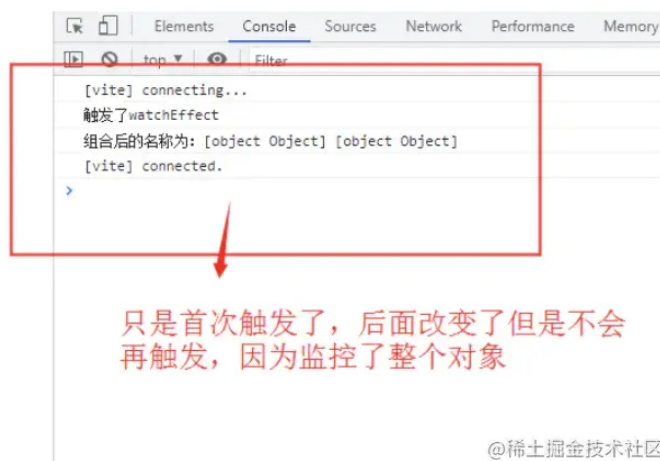 Elements Console Sources Network Performance Memory
top ▼ Filter
[vite] connecting...
触发了watchEffect
组合后的名称为: [object Object] [object Object]
[vite] connected.
只是首次触发了，后面改变了但是不会
再触发，因为监控了整个对象
@稀土掘金技术社区